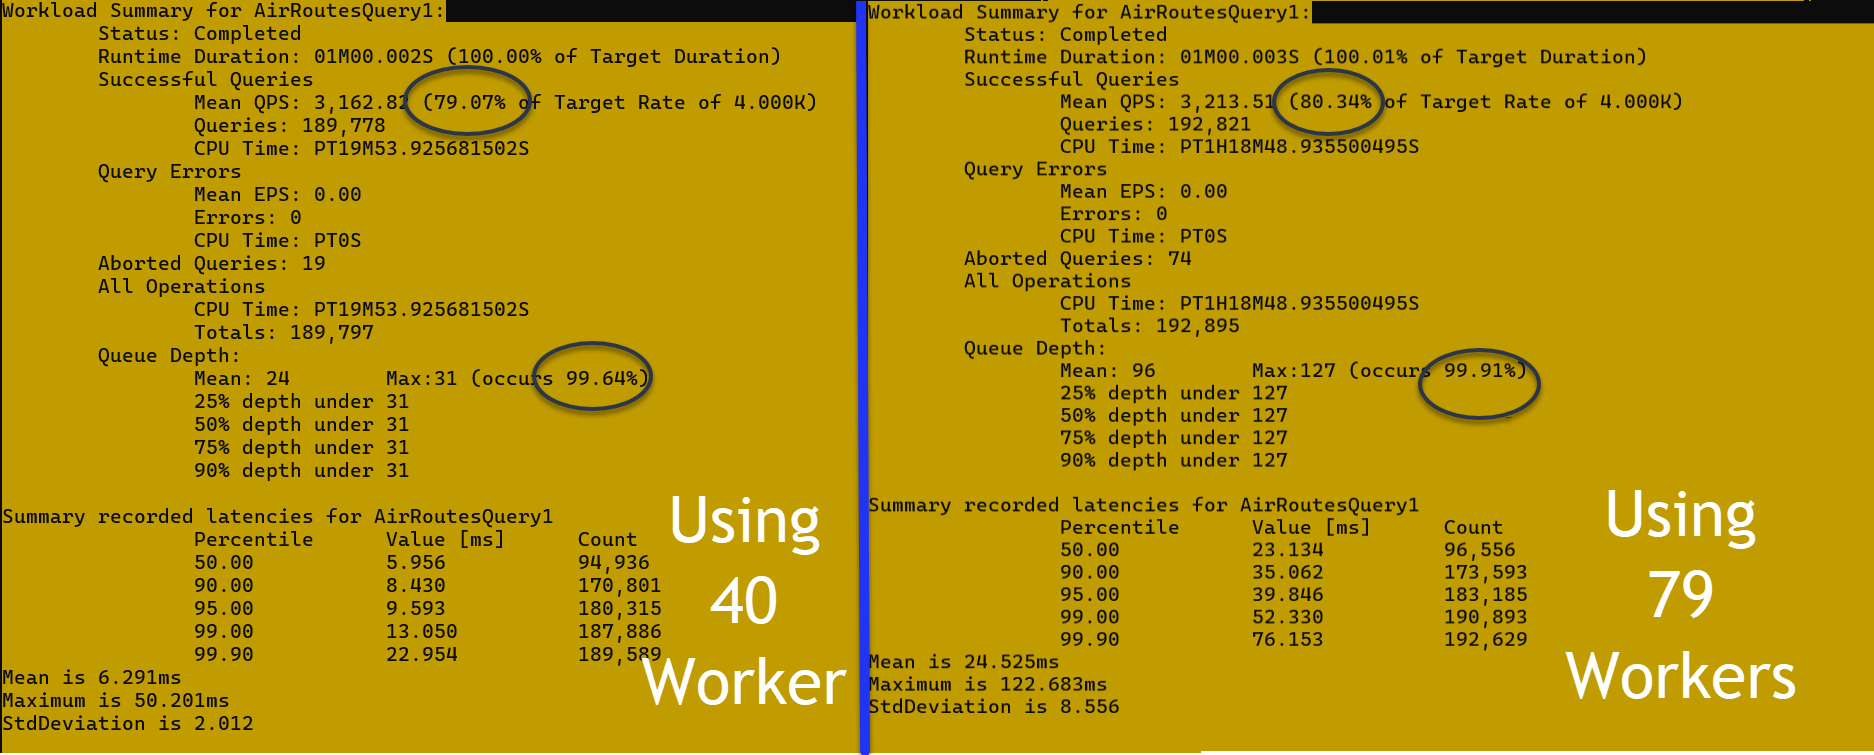 Workload Summary for AirRoutesQuery1:
Status: Completed
Runtime Duration: 01M00.002S (100.00% of Target Duration)
Successful Queries
Mean QPS: 3,162.82 (79.07% of Target Rate of 4.000K)
Queries: 189,778
CPU Time: PT19M53.925681502S
Query Errors
Mean EPS: 0.00
Errors: 0
CPU Time: PT0S
Aborted Queries: 19
All Operations
CPU Time: PT19M53.925681502S
Totals: 189,797
Queue Depth:
Mean: 24 Max:31 (occurs 99.64%)
25% depth under 31
50% depth under 31
75% depth under 31
90% depth under 31
Summary recorded latencies for AirRoutesQuery1
Percentile Value [ms] Count
50.00 5.956 94,936
90.00 8.430 170,801
95.00 9.593 180,315
99.00 13.050 187,886
99.90 22.954 189,589
Mean is 6.291ms
Maximum is 50.201ms
StdDeviation is 2.012
Using
40
Worker
Workload Summary for AirRoutesQuery1:
Status: Completed
Runtime Duration: 01M00.003S (100.01% of Target Duration)
Successful Queries
Mean QPS: 3,213.51 (80.34% of Target Rate of 4.000K)
Queries: 192,821
CPU Time: PT1H18M48.935500495S
Query Errors
Mean EPS: 0.00
Errors: 0
CPU Time: PT0S
Aborted Queries: 74
All Operations
CPU Time: PT1H18M48.935500495S
Totals: 192,895
Queue Depth:
Mean: 96 Max:127 (occurs 99.91%)
25% depth under 127
50% depth under 127
75% depth under 127
90% depth under 127
Summary recorded latencies for AirRoutesQuery1
Percentile Value [ms] Count
50.00 23.134 96,556
90.00 35.062 173,593
95.00 39.846 183,185
99.00 52.330 190,893
99.90 76.153 192,629
Mean is 24.525ms
Maximum is 122.683ms
StdDeviation is 8.556
Using
79
Workers